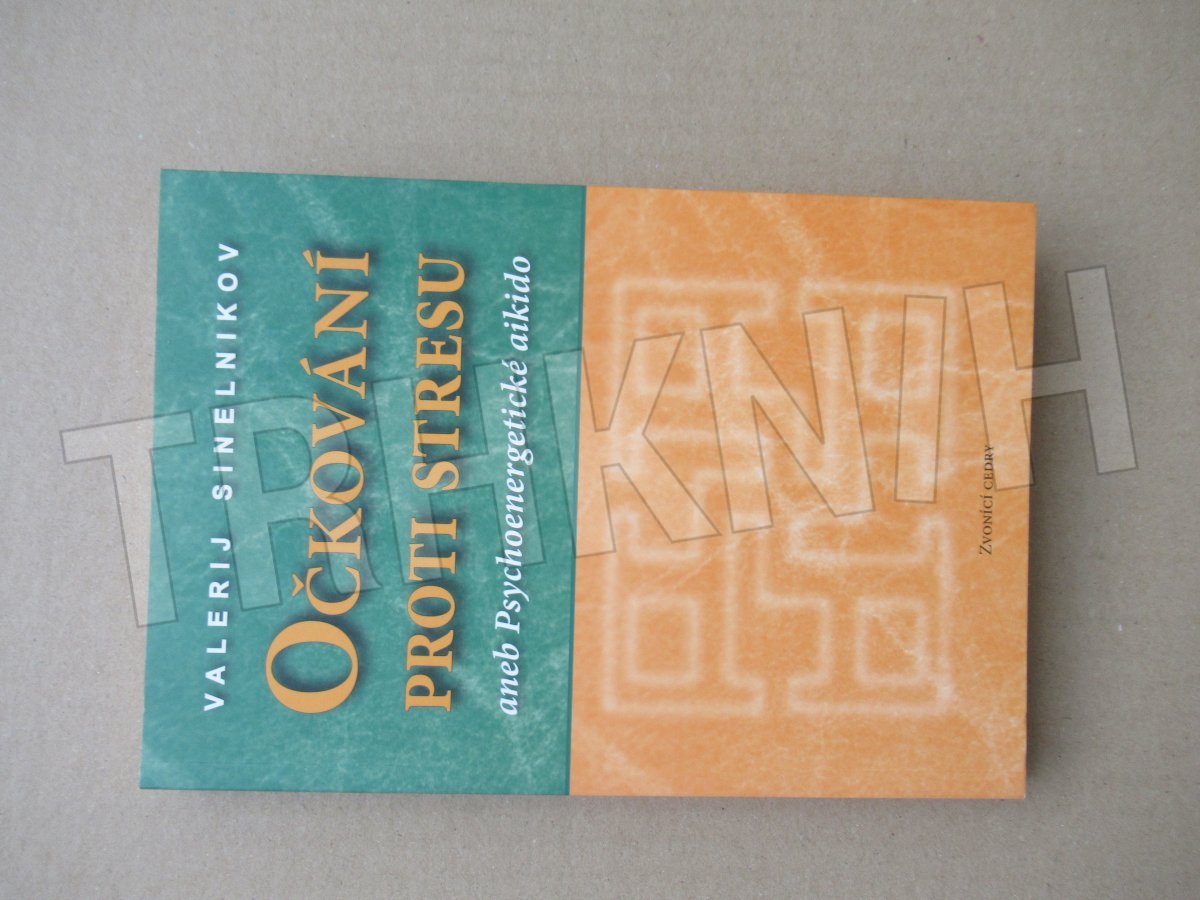 VALERIJ SINELNIKOV
OČKOVÁNÍ
PROTI STRESU
aneb Psychoenergetické aikido
ZVONÍCÍ CEDRY
TRHKNIH